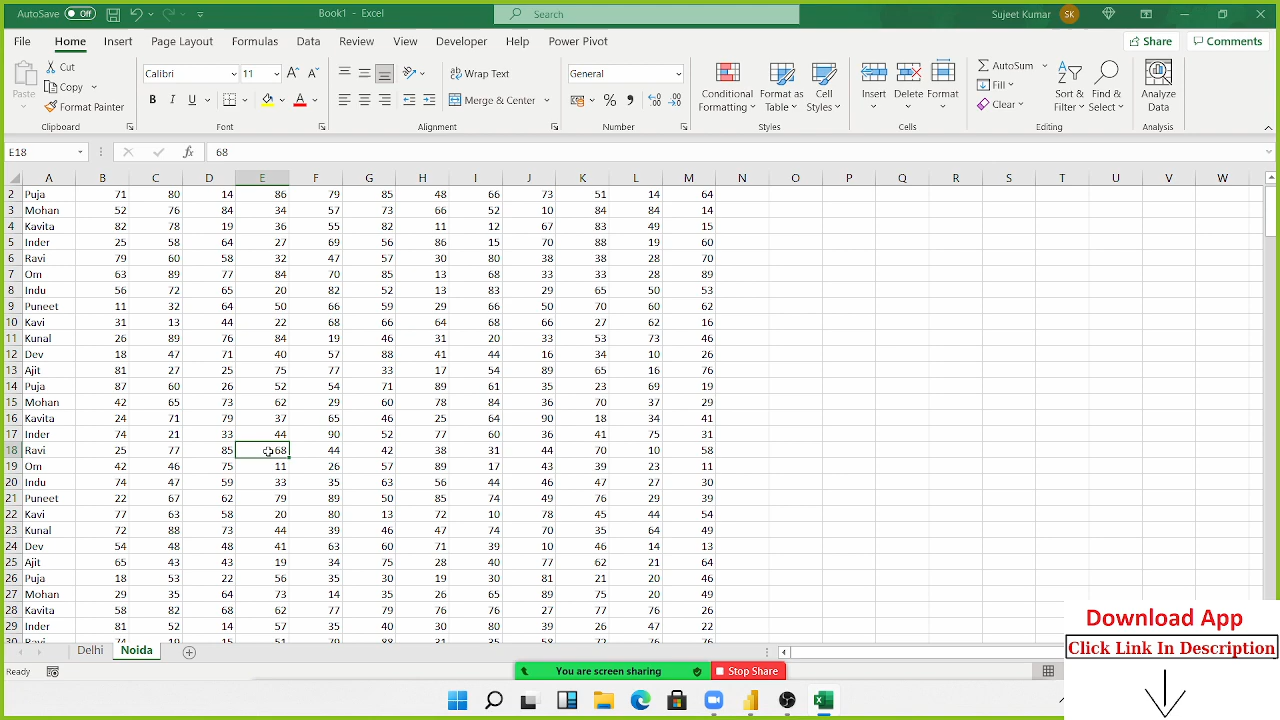 AutoSave Off Book1 - Excel Search Sujeet Kumar SK
File Home Insert Page Layout Formulas Data Review View Developer Help Power Pivot Share Comments
Paste Cut Copy Format Painter Clipboard
Calibri 11 B I U Font
Wrap Text Merge & Center Alignment
General % Number
Conditional Formatting Format as Table Cell Styles Styles
Insert Delete Format Cells
AutoSum Fill Clear Sort & Filter Find & Select Editing
Analyze Data Analysis
E18 fx 68
A B C D E F G H I J K L M N O P Q R S T U V W
2 Puja 71 80 14 86 79 85 48 66 73 51 14 64
3 Mohan 52 76 84 34 57 73 66 52 10 84 84 14
4 Kavita 82 78 19 36 55 82 11 12 67 83 49 15
5 Inder 25 58 64 27 69 56 86 15 70 88 19 60
6 Ravi 79 60 58 32 47 57 30 80 38 38 28 70
7 Om 63 89 77 84 70 85 13 68 33 33 28 89
8 Indu 56 72 65 20 82 52 13 83 29 65 50 53
9 Puneet 11 32 64 50 66 59 29 66 50 70 60 62
10 Kavi 31 13 44 22 68 66 64 68 66 27 62 16
11 Kunal 26 89 76 84 19 46 31 20 33 53 73 46
12 Dev 18 47 71 40 57 88 41 44 16 34 10 26
13 Ajit 81 27 25 75 77 33 17 54 89 65 16 76
14 Puja 87 60 26 52 54 71 89 61 35 23 69 19
15 Mohan 42 65 73 62 29 60 78 84 36 70 37 29
16 Kavita 24 71 79 37 65 46 25 64 90 18 34 41
17 Inder 74 21 33 44 90 52 77 60 36 41 75 31
18 Ravi 25 77 85 68 44 42 38 31 44 70 10 58
19 Om 42 46 75 11 26 57 89 17 43 39 23 11
20 Indu 74 47 59 33 35 63 56 44 46 47 27 30
21 Puneet 22 67 62 79 89 50 85 74 49 76 29 39
22 Kavi 77 63 58 20 80 13 72 10 78 45 44 54
23 Kunal 72 88 73 44 39 46 47 74 70 35 64 49
24 Dev 54 48 48 41 63 60 71 39 10 46 14 13
25 Ajit 65 43 43 19 34 75 28 40 77 62 21 64
26 Puja 18 53 22 56 35 30 19 30 81 21 20 46
27 Mohan 29 35 64 73 14 35 26 65 89 75 20 49
28 Kavita 58 82 68 62 77 79 76 76 27 77 76 26
29 Inder 81 52 14 57 35 40 80 80 39 26 47 22
30 Ravi 74 19 15 51 79 88 31 35 58 72 76 76
Delhi Noida
Ready
You are screen sharing Stop Share
Download App
Click Link In Description